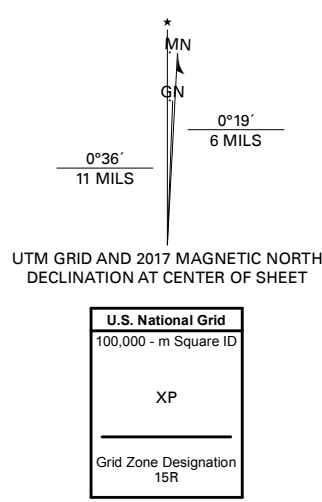 MN
GN
0°19´
6 MILS
0°36´
11 MILS
UTM GRID AND 2017 MAGNETIC NORTH
DECLINATION AT CENTER OF SHEET
U.S. National Grid
100,000 - m Square ID
XP
Grid Zone Designation
15R